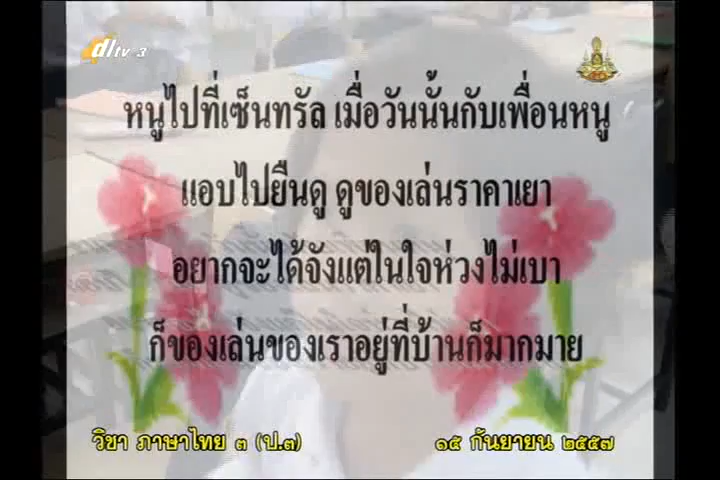 dltv 3
หนูไปที่เซ็นทรัล เมื่อวันนั้นกับเพื่อนหนู
แอบไปยืนดู ดูของเล่นราคาเยา
อยากจะได้จังแต่ในใจห่วงไม่เบา
ก็ของเล่นของเราอยู่ที่บ้านก็มากมาย
วิชา ภาษาไทย ๓ (ป.๓)
๑๕ กันยายน ๒๕๕๗